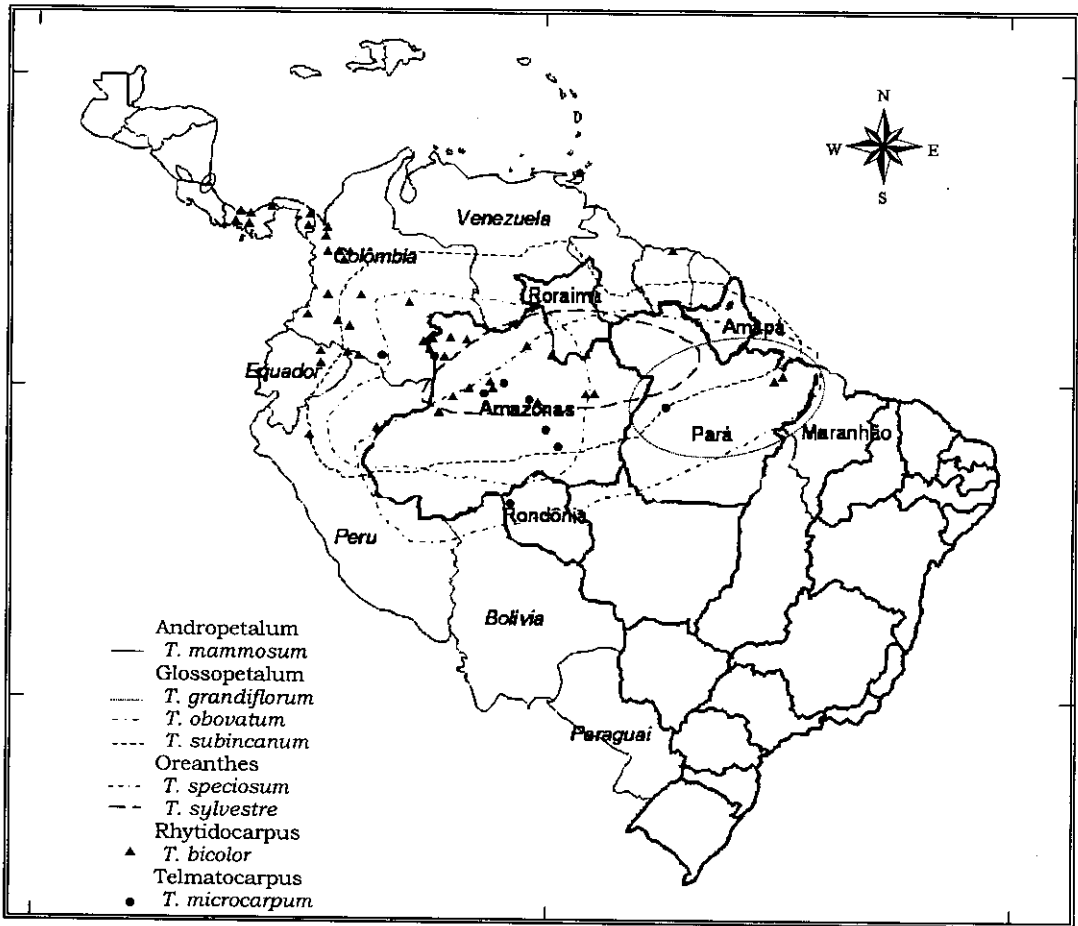 N
W E
S
Venezuela
Colômbia
Roraima
Amapá
Equador
Amazonas
Pará
Maranhão
Rondônia
Peru
Bolivia
Paraguai
Andropetalum
T. mammosum
Glossopetalum
T. grandiflorum
T. obovatum
T. subincanum
Oreanthes
T. speciosum
T. sylvestre
Rhytidocarpus
T. bicolor
Telmatocarpus
T. microcarpum